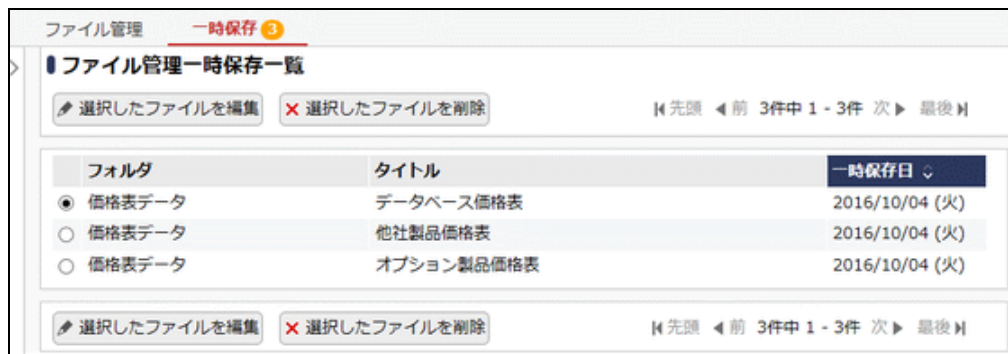 ファイル管理 一時保存 3
ファイル管理一時保存一覧
選択したファイルを編集 選択したファイルを削除 先頭 前 3件中 1 - 3件 次 最後
フォルダ タイトル 一時保存日
価格表データ データベース価格表 2016/10/04 (火)
価格表データ 他社製品価格表 2016/10/04 (火)
価格表データ オプション製品価格表 2016/10/04 (火)
選択したファイルを編集 選択したファイルを削除 先頭 前 3件中 1 - 3件 次 最後